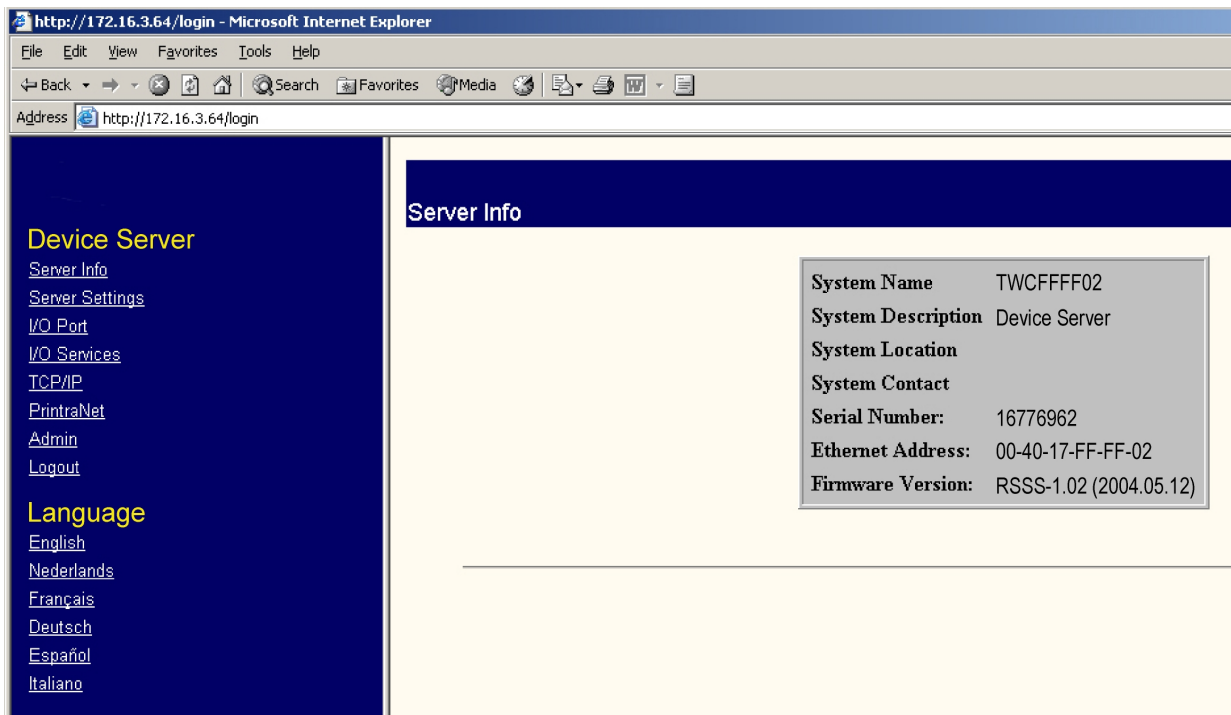 http://172.16.3.64/login - Microsoft Internet Explorer
File Edit View Favorites Tools Help
Back Search Favorites Media
Address http://172.16.3.64/login
Device Server
Server Info
Server Settings
I/O Port
I/O Services
TCP/IP
PrintraNet
Admin
Logout
Language
English
Nederlands
Français
Deutsch
Español
Italiano
Server Info
System Name TWCFFFF02
System Description Device Server
System Location
System Contact
Serial Number: 16776962
Ethernet Address: 00-40-17-FF-FF-02
Firmware Version: RSSS-1.02 (2004.05.12)